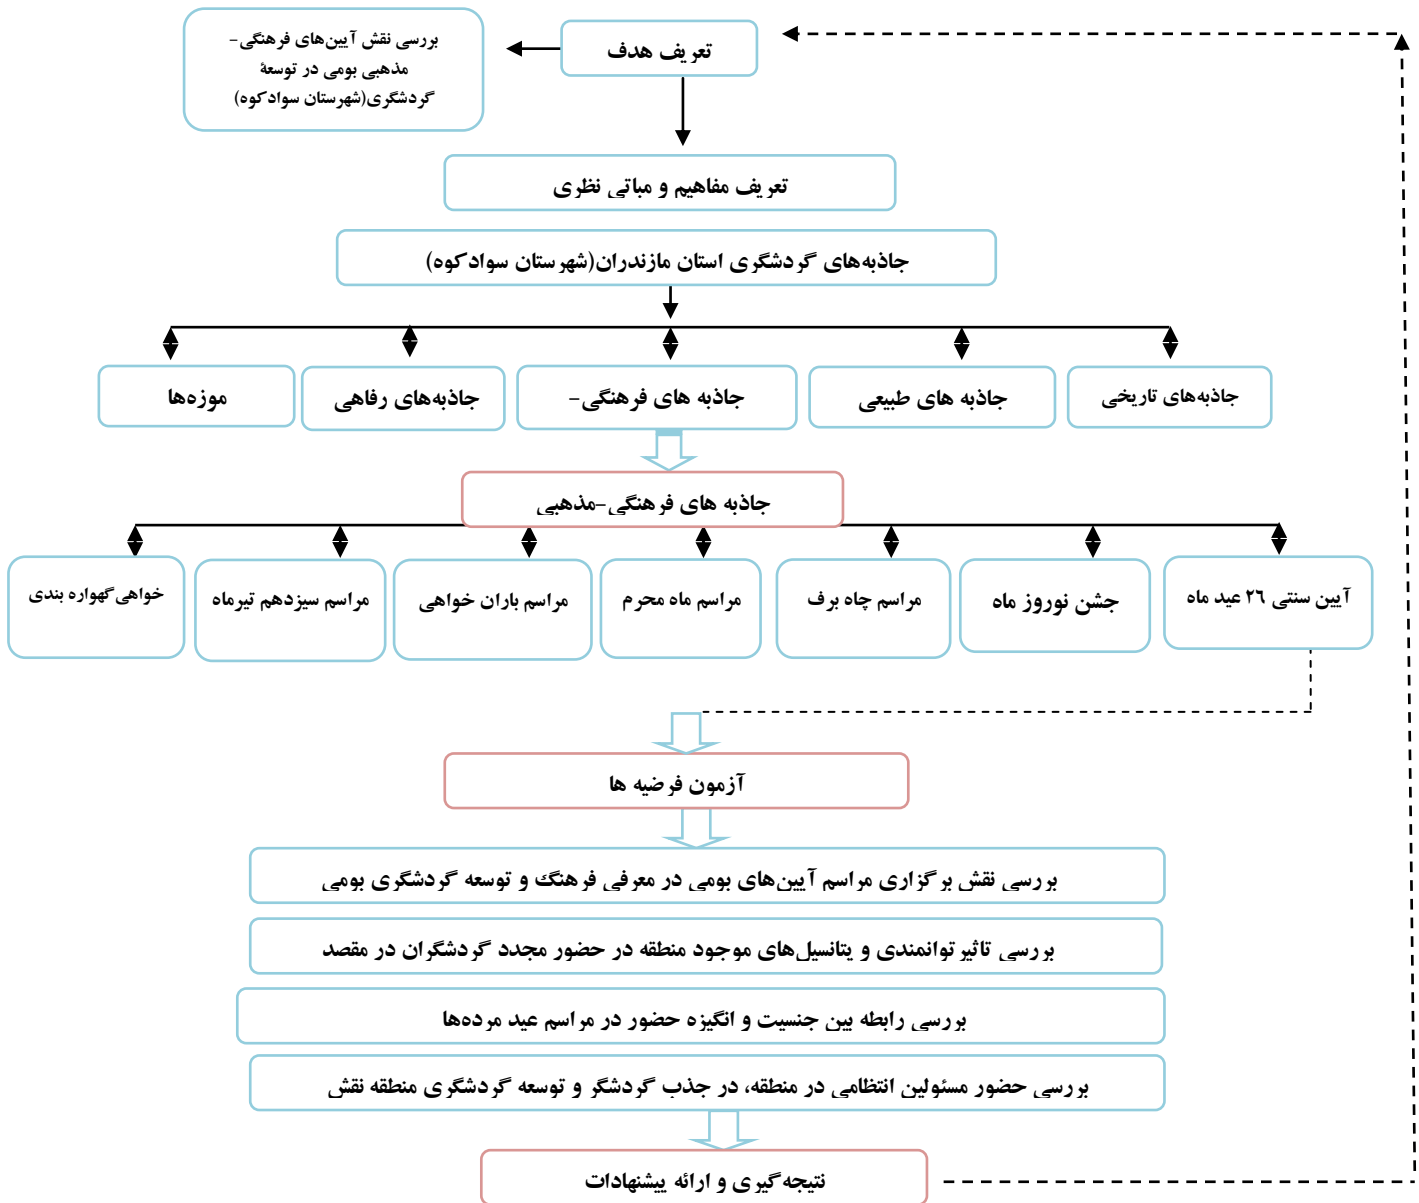 تعریف هدف
بررسی نقش آیین‌های فرهنگی-
مذهبی بومی در توسعۀ
گردشگری(شهرستان سوادکوه)
تعریف مفاهیم و مبانی نظری
جاذبه‌های گردشگری استان مازندران(شهرستان سوادکوه)
جاذبه‌های تاریخی
جاذبه های طبیعی
جاذبه های فرهنگی-
جاذبه‌های رفاهی
موزه‌ها
جاذبه های فرهنگی-مذهبی
آیین سنتی ۲۶ عید ماه
جشن نوروز ماه
مراسم چاه برف
مراسم ماه محرم
مراسم باران خواهی
مراسم سیزدهم تیرماه
خواهی‌گهواره بندی
آزمون فرضیه ها
بررسی نقش برگزاری مراسم آیین‌های بومی در معرفی فرهنگ و توسعه گردشگری بومی
بررسی تاثیر توانمندی و پتانسیل‌های موجود منطقه در حضور مجدد گردشگران در مقصد
بررسی رابطه بین جنسیت و انگیزه حضور در مراسم عید مرده‌ها
بررسی حضور مسئولین انتظامی در منطقه، در جذب گردشگر و توسعه گردشگری منطقه نقش
نتیجه‌گیری و ارائه پیشنهادات